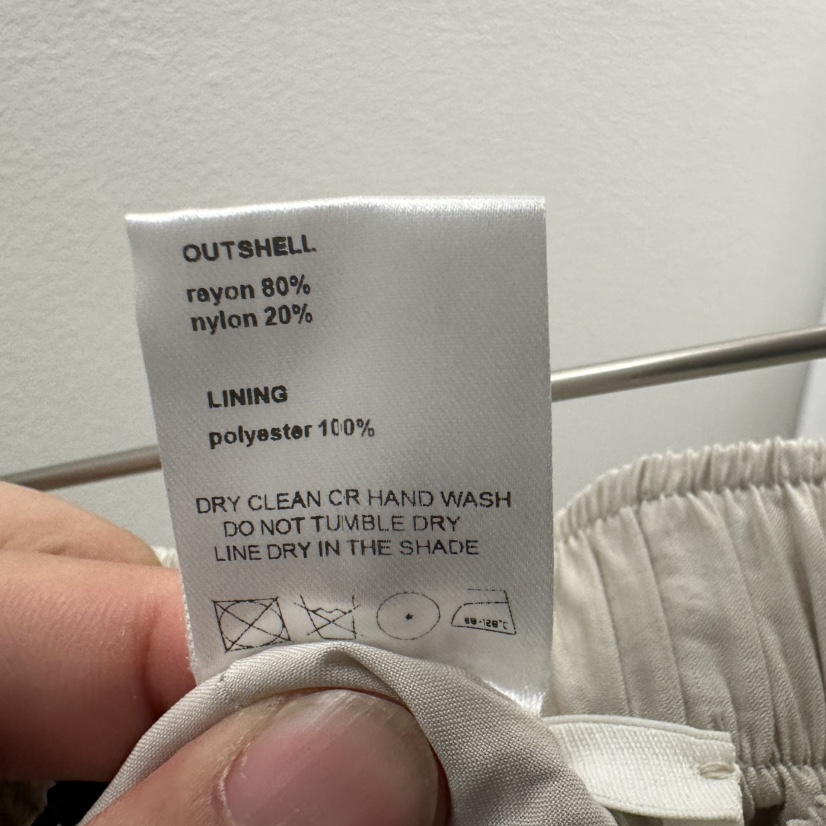 OUTSHELL
rayon 80%
nylon 20%
LINING
polyester 100%
DRY CLEAN OR HAND WASH
DO NOT TUMBLE DRY
LINE DRY IN THE SHADE